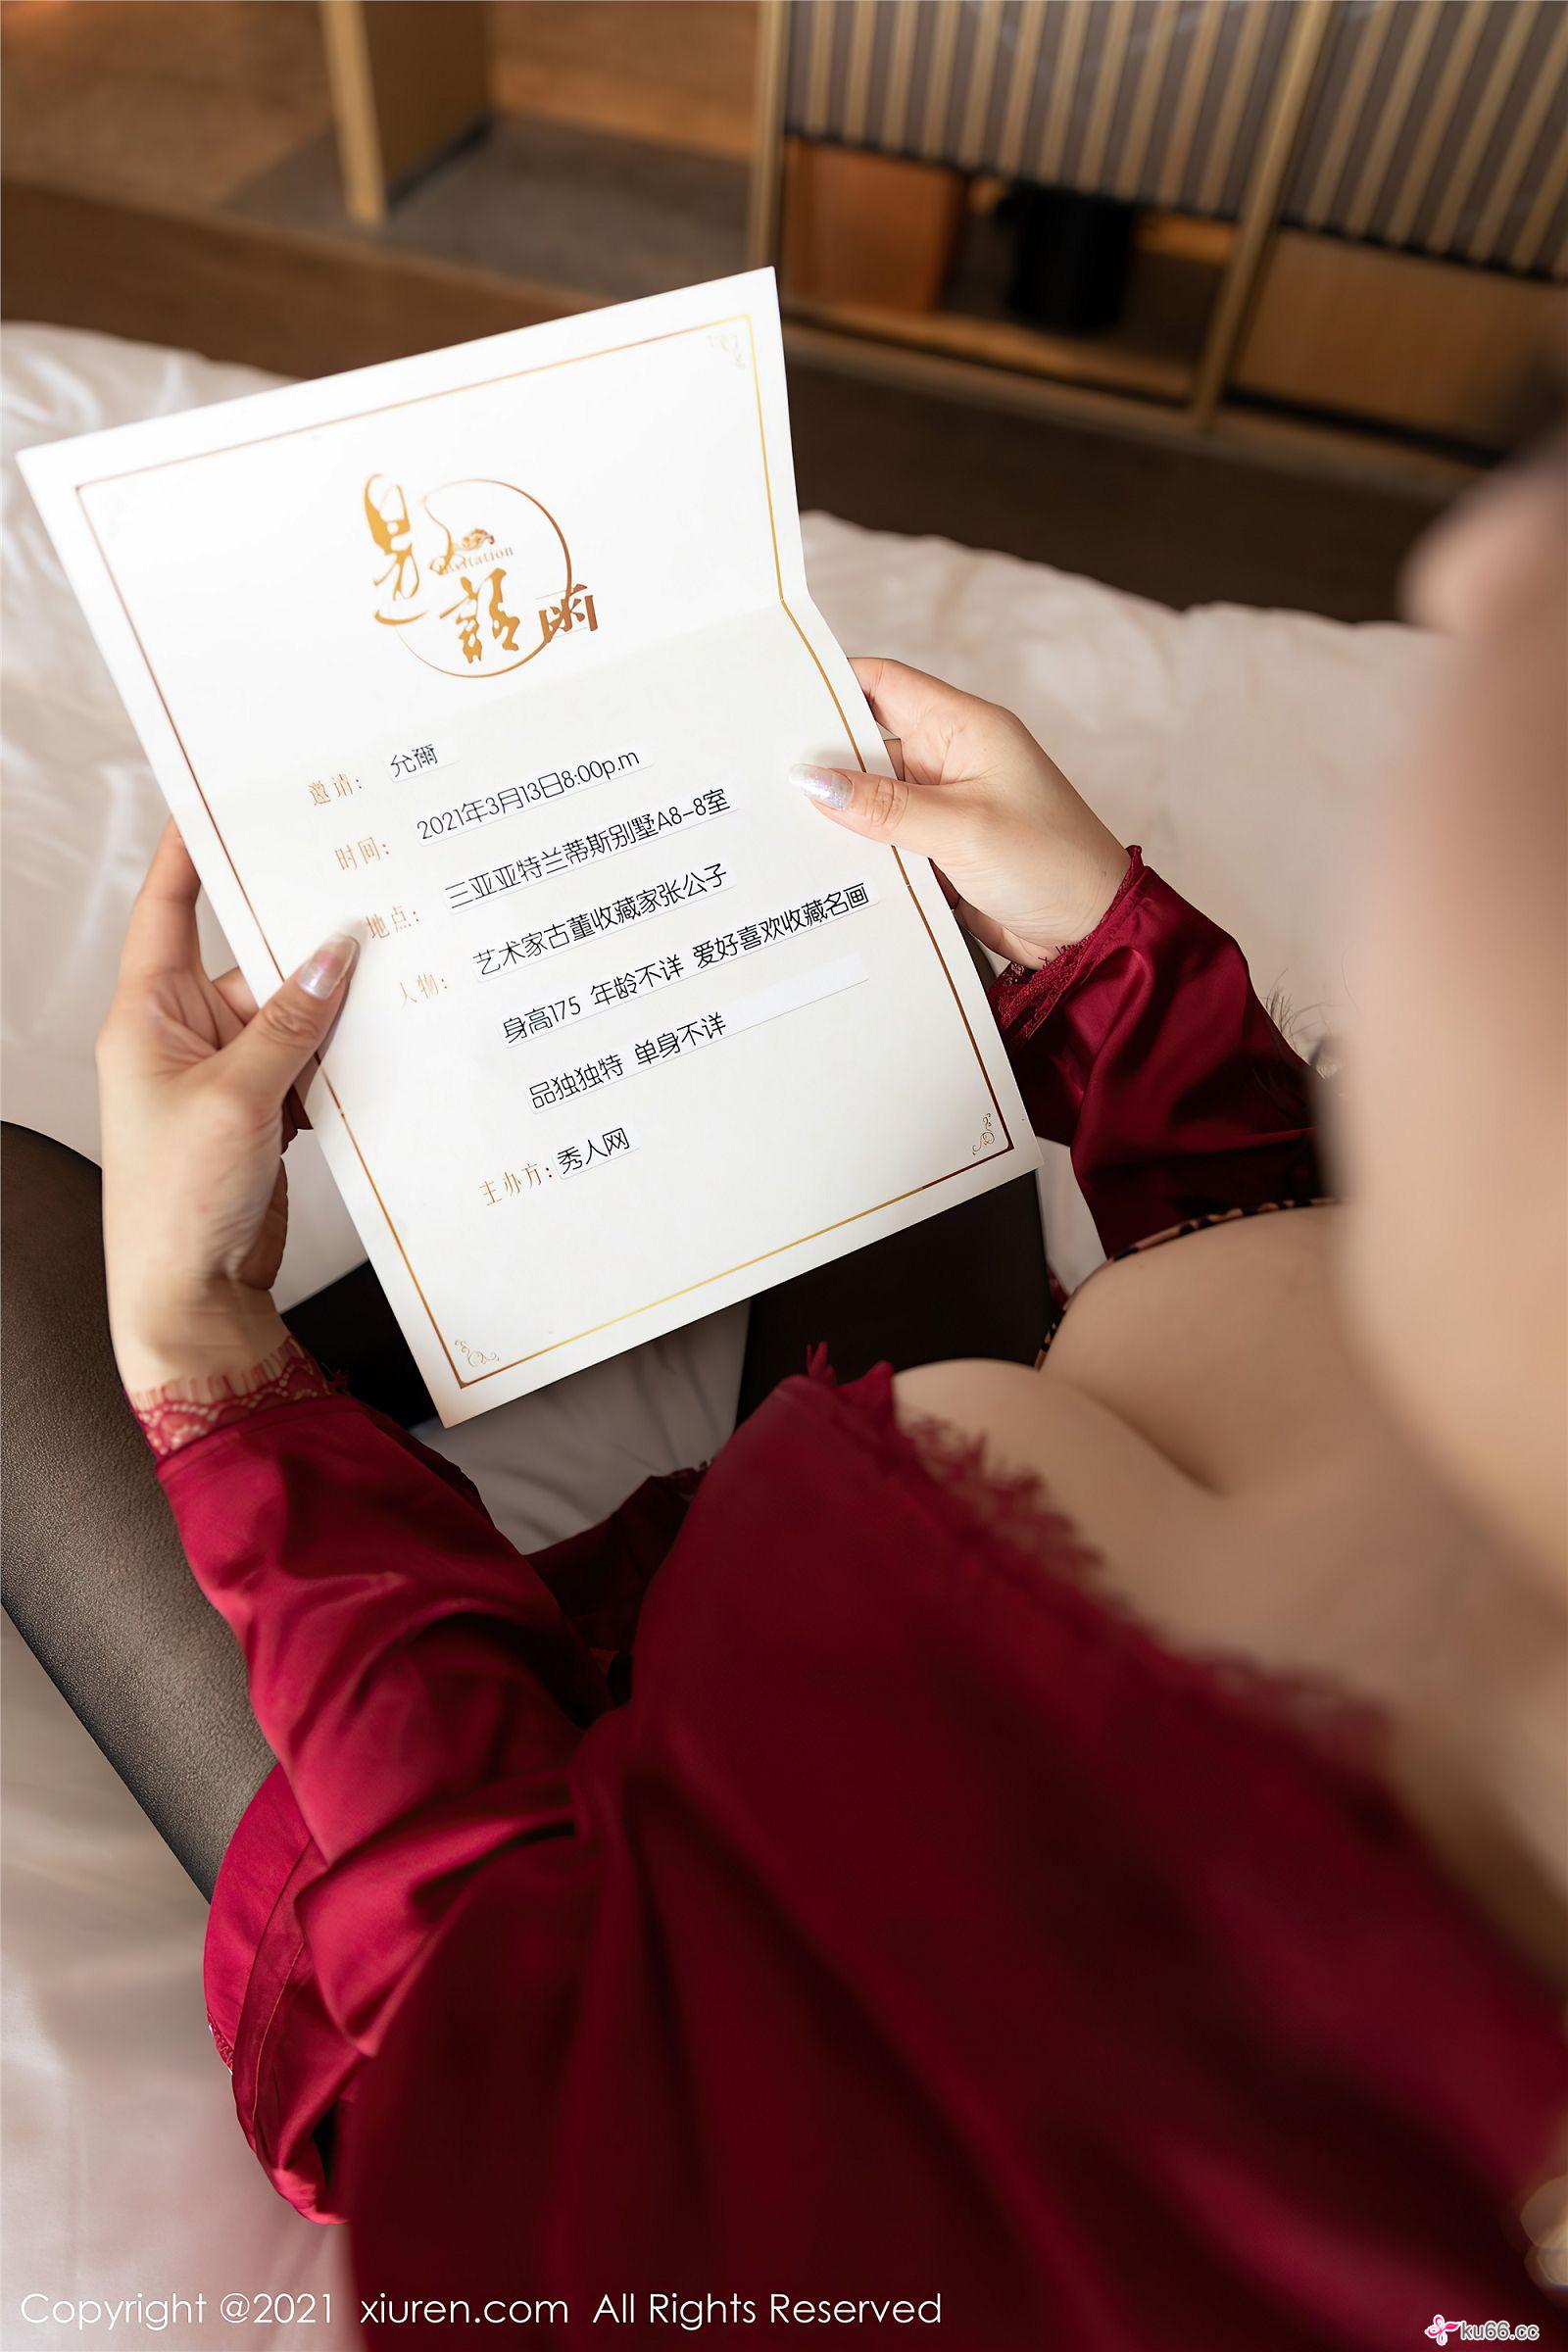 邀請函
Invitation
邀请: 允爾
时间: 2021年3月13日8:00p.m
地点: 三亚亚特兰蒂斯别墅A8-8室
人物: 艺术家古董收藏家张公子
身高175 年龄不详 爱好喜欢收藏名画
品独独特 单身不详
主办方: 秀人网
Copyright @2021 xiuren.com All Rights Reserved
ku66.cc